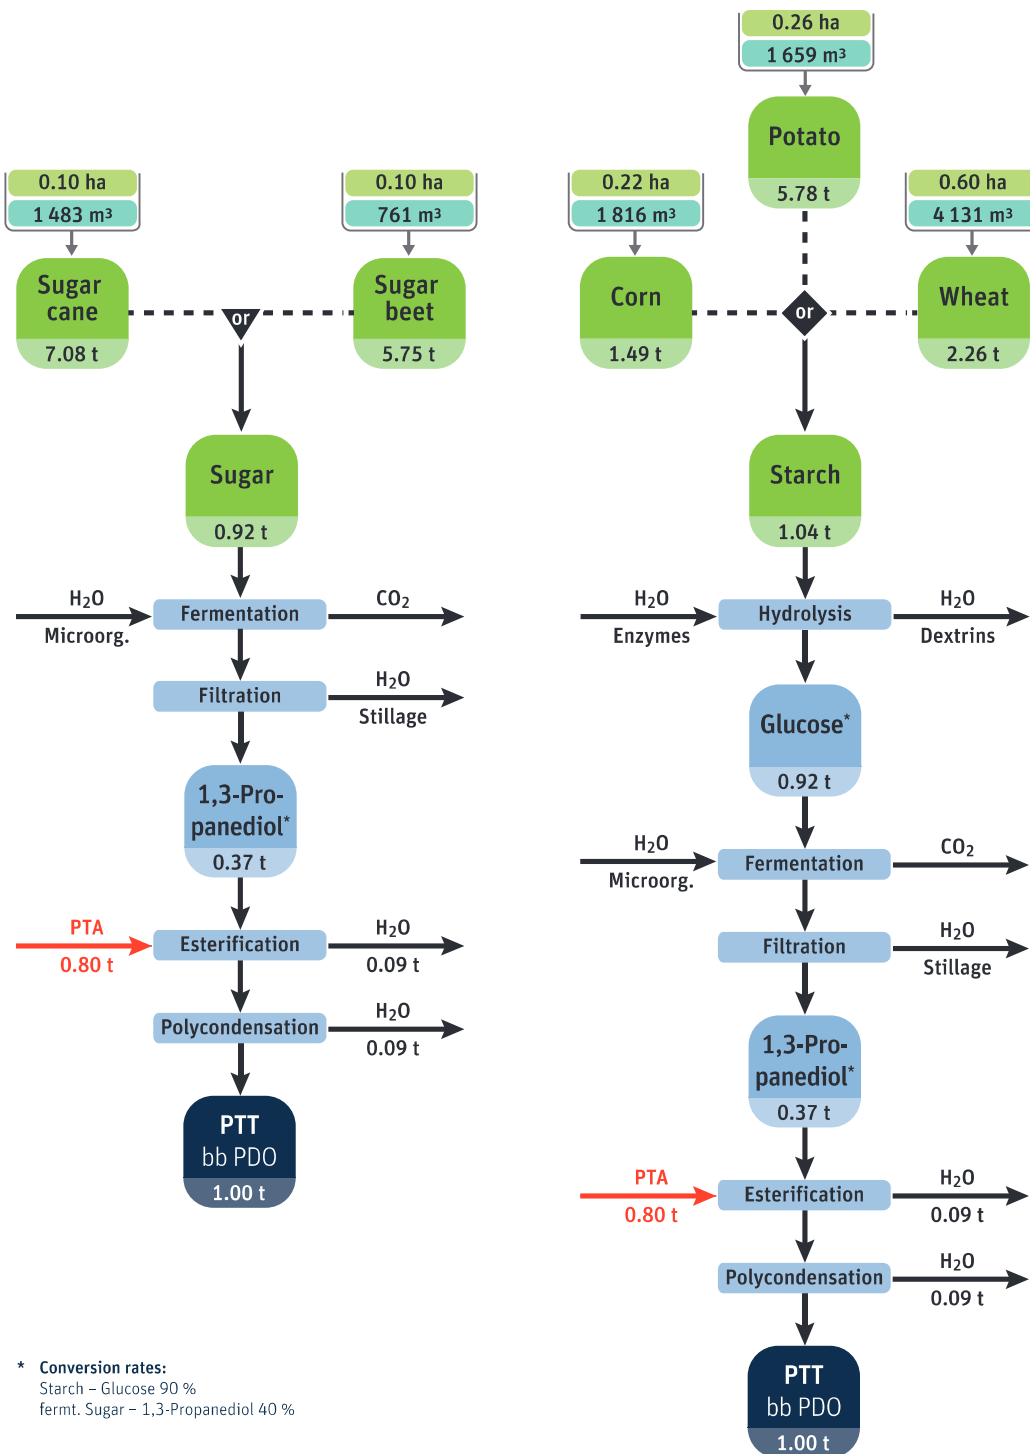 0.26 ha
1 659 m³
Potato
5.78 t
0.10 ha
1 483 m³
Sugar
cane
7.08 t
0.10 ha
761 m³
Sugar
beet
5.75 t
or
0.22 ha
1 816 m³
Corn
1.49 t
0.60 ha
4 131 m³
Wheat
2.26 t
or
Sugar
0.92 t
H₂O
Microorg.
Fermentation
CO₂
Filtration
H₂O
Stillage
1,3-Pro-
panediol*
0.37 t
PTA
0.80 t
Esterification
H₂O
0.09 t
Polycondensation
H₂O
0.09 t
PTT
bb PDO
1.00 t
Starch
1.04 t
H₂O
Enzymes
Hydrolysis
H₂O
Dextrins
Glucose*
0.92 t
H₂O
Microorg.
Fermentation
CO₂
Filtration
H₂O
Stillage
1,3-Pro-
panediol*
0.37 t
PTA
0.80 t
Esterification
H₂O
0.09 t
Polycondensation
H₂O
0.09 t
PTT
bb PDO
1.00 t
* Conversion rates:
Starch – Glucose 90 %
fermt. Sugar – 1,3-Propanediol 40 %